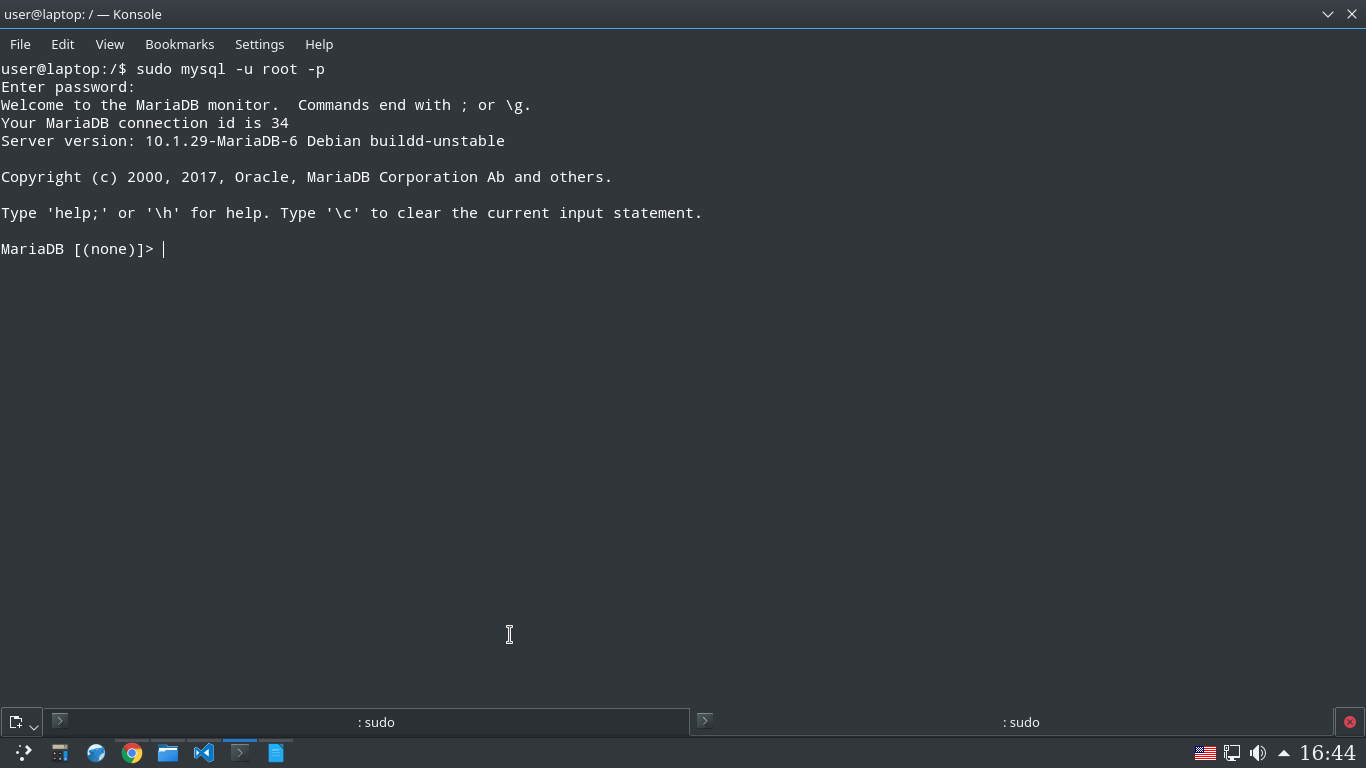 user@laptop: / — Konsole
File Edit View Bookmarks Settings Help
user@laptop:/$ sudo mysql -u root -p
Enter password:
Welcome to the MariaDB monitor.  Commands end with ; or \g.
Your MariaDB connection id is 34
Server version: 10.1.29-MariaDB-6 Debian buildd-unstable
Copyright (c) 2000, 2017, Oracle, MariaDB Corporation Ab and others.
Type 'help;' or '\h' for help. Type '\c' to clear the current input statement.
MariaDB [(none)]>
: sudo : sudo
16:44